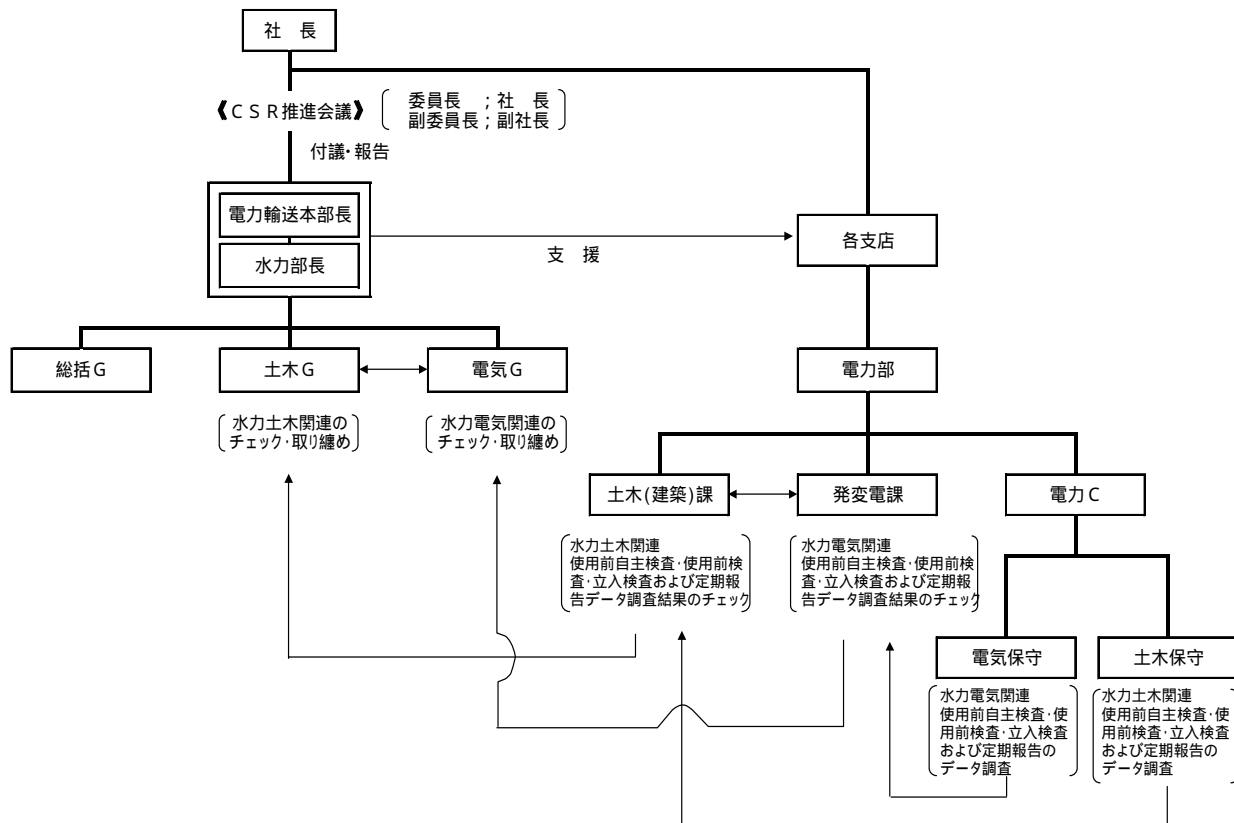 社　長
《ＣＳＲ推進会議》
委員長　；社　長
副委員長；副社長
付議・報告
電力輸送本部長
水力部長
支　援
各支店
総括Ｇ
土木Ｇ
電気Ｇ
電力部
水力土木関連の
チェック・取り纏め
水力電気関連の
チェック・取り纏め
土木(建築)課
発変電課
電力Ｃ
水力土木関連
使用前自主検査・使用前検
査・立入検査および定期報
告データ調査結果のチェック
水力電気関連
使用前自主検査・使用前検
査・立入検査および定期報
告データ調査結果のチェック
電気保守
土木保守
水力電気関連
使用前自主検査・使
用前検査・立入検査
および定期報告の
データ調査
水力土木関連
使用前自主検査・使
用前検査・立入検査
および定期報告の
データ調査